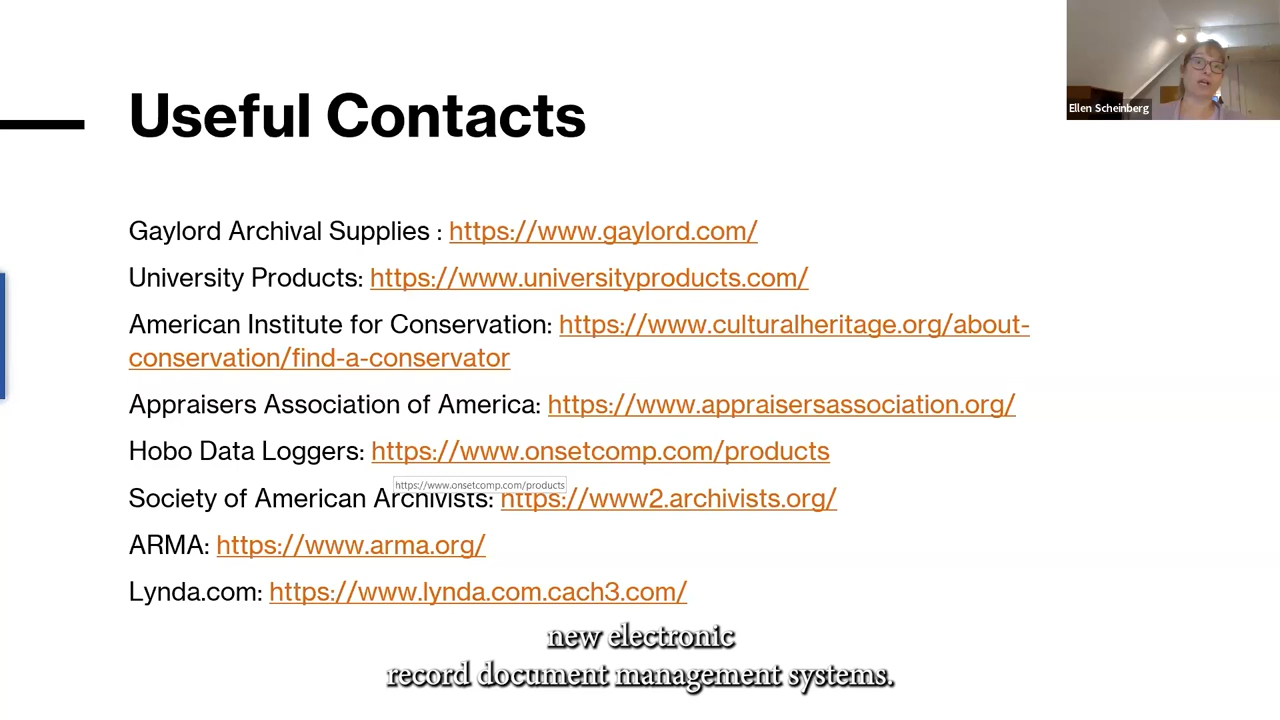 Useful Contacts
Ellen Scheinberg
Gaylord Archival Supplies : https://www.gaylord.com/
University Products: https://www.universityproducts.com/
American Institute for Conservation: https://www.culturalheritage.org/about-
conservation/find-a-conservator
Appraisers Association of America: https://www.appraisersassociation.org/
Hobo Data Loggers: https://www.onsetcomp.com/products
https://www.onsetcomp.com/products
Society of American Archivists: https://www2.archivists.org/
ARMA: https://www.arma.org/
Lynda.com: https://www.lynda.com.cach3.com/
new electronic
record document management systems.